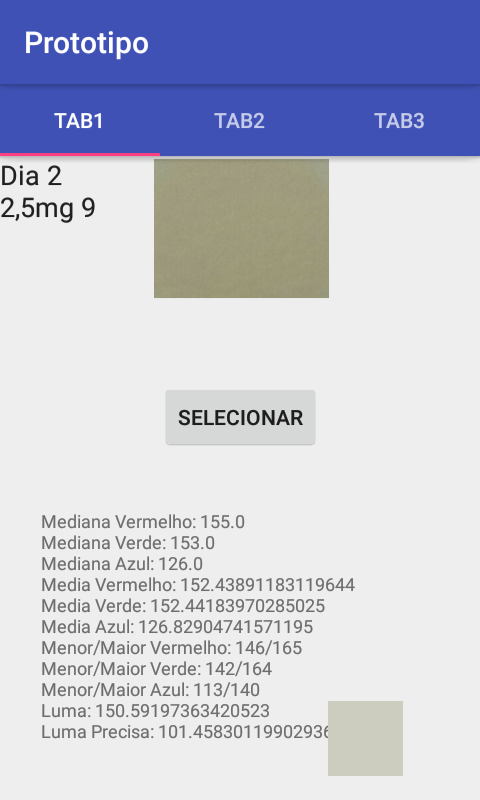 Prototipo
TAB1 TAB2 TAB3
Dia 2
2,5mg 9
SELECIONAR
Mediana Vermelho: 155.0
Mediana Verde: 153.0
Mediana Azul: 126.0
Media Vermelho: 152.43891183119644
Media Verde: 152.44183970285025
Media Azul: 126.82904741571195
Menor/Maior Vermelho: 146/165
Menor/Maior Verde: 142/164
Menor/Maior Azul: 113/140
Luma: 150.59197363420523
Luma Precisa: 101.45830119902936